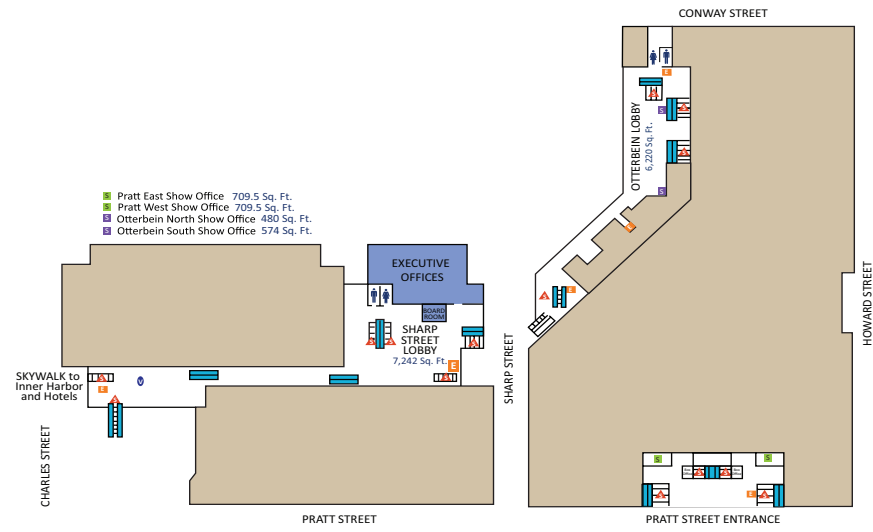 CONWAY STREET
E
S
OTTERBEIN LOBBY
6,220 Sq. Ft.
S
S Pratt East Show Office 709.5 Sq. Ft.
S Pratt West Show Office 709.5 Sq. Ft.
S Otterbein North Show Office 480 Sq. Ft.
S Otterbein South Show Office 574 Sq. Ft.
E
EXECUTIVE
OFFICES
BOARD
ROOM
SHARP
STREET
LOBBY
7,242 Sq. Ft.
E
E
SKYWALK to
Inner Harbor
and Hotels
E
V
CHARLES STREET
PRATT STREET
SHARP STREET
HOWARD STREET
S
S
E
PRATT STREET ENTRANCE